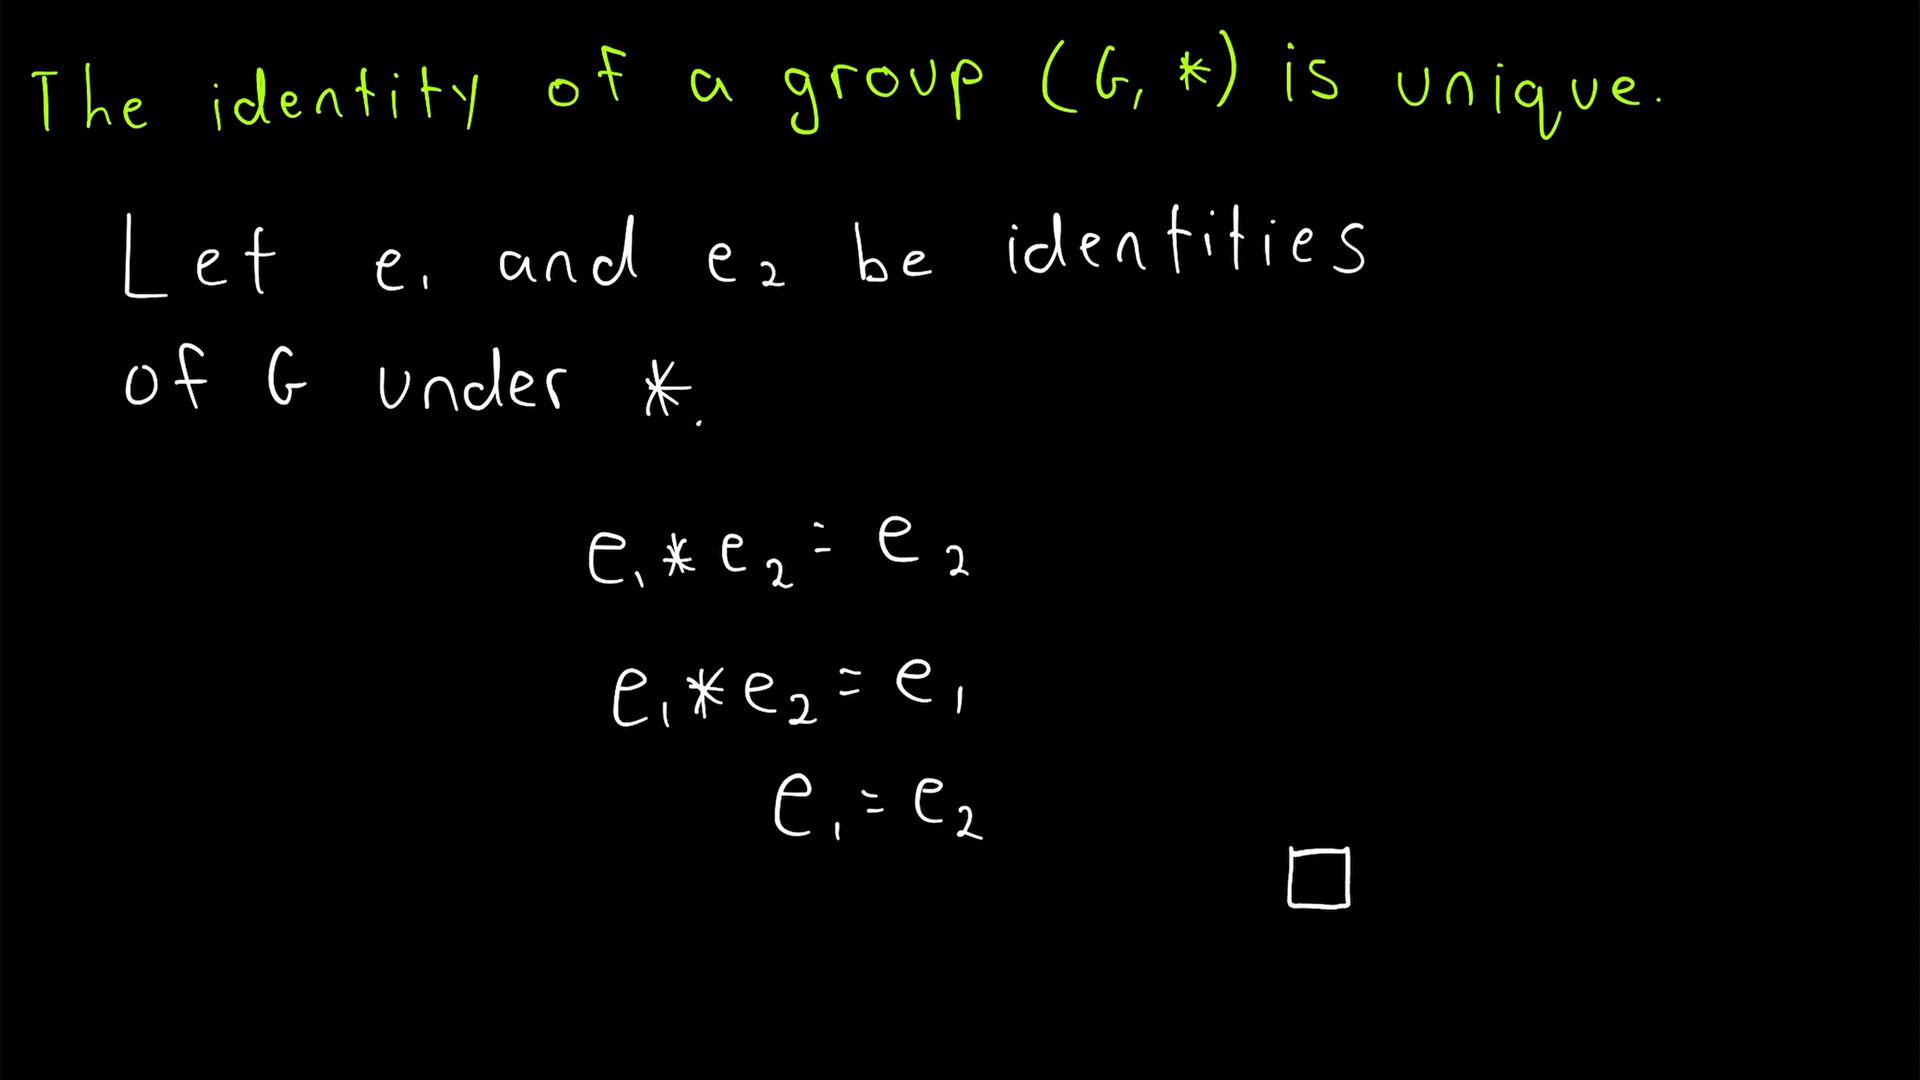 The identity of a group (G, *) is unique.
Let e₁ and e₂ be identities
of G under *.
e₁ * e₂ = e₂
e₁ * e₂ = e₁
e₁ = e₂
□